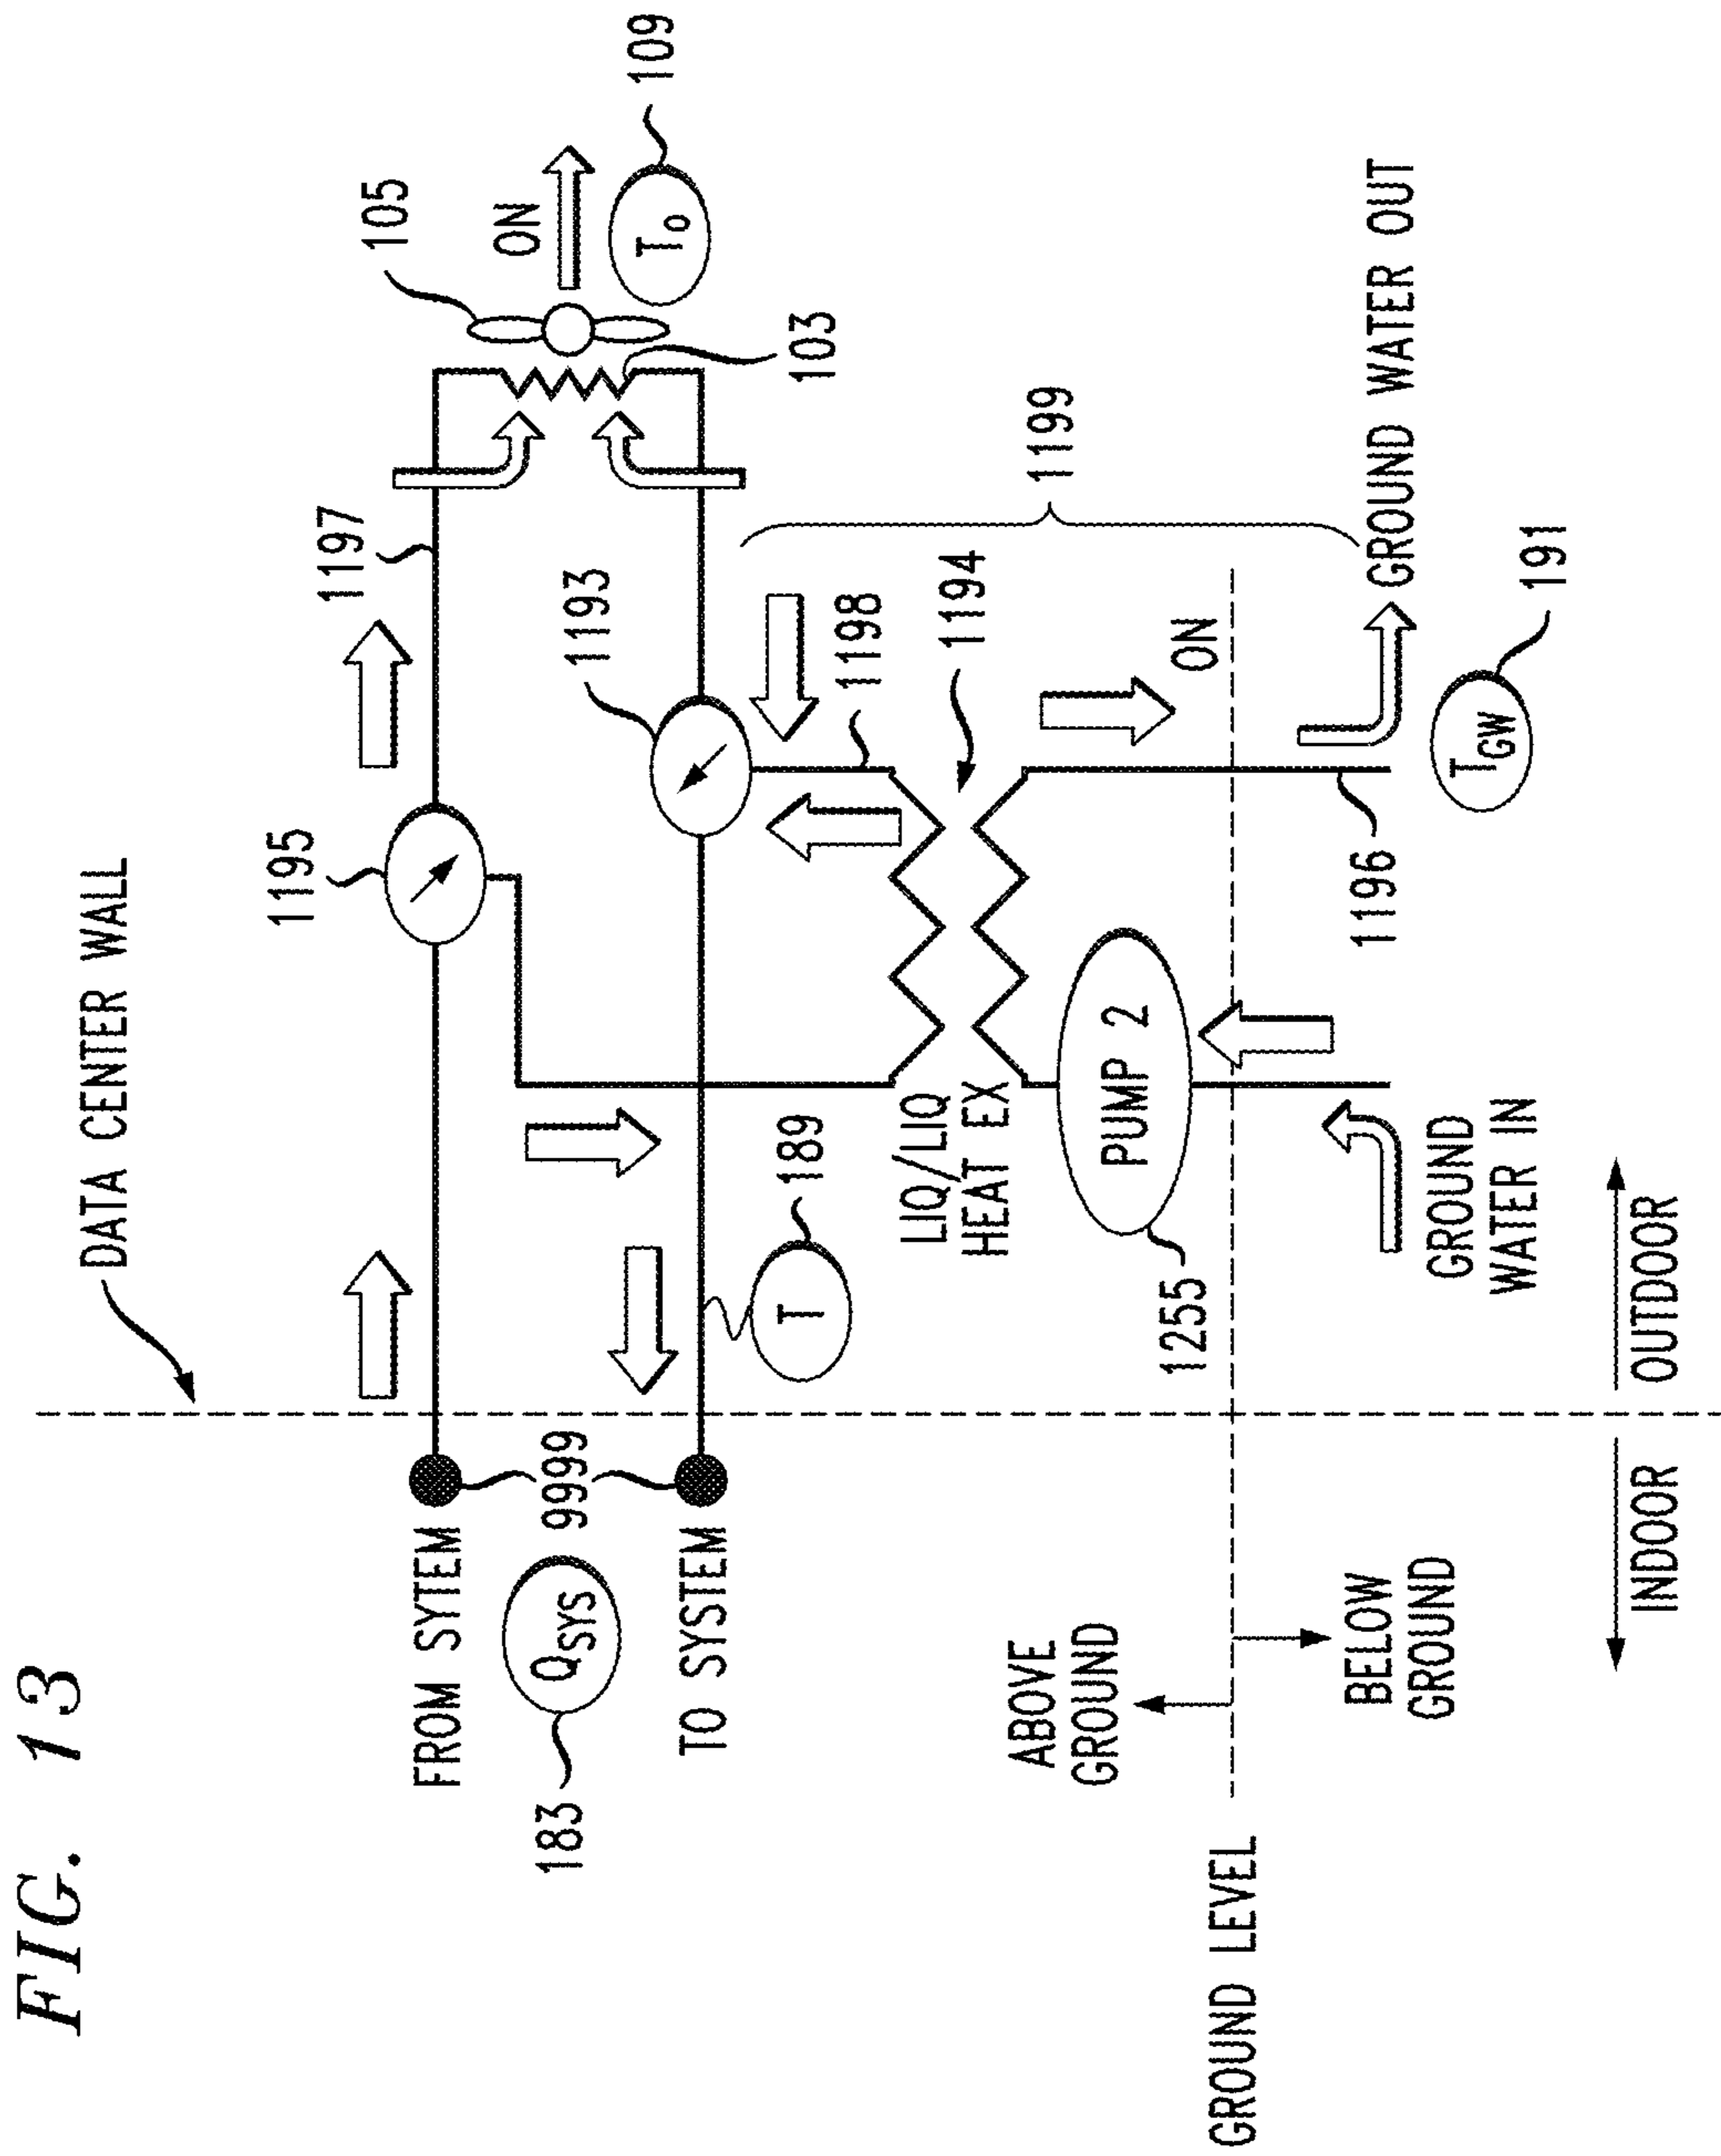 FIG. 13
DATA CENTER WALL
1195
1197
105
ON
109
T0
FROM SYTEM
9999
QSYS
183
TO SYSTEM
189
T
1193
103
1199
1198
1194
LIQ/LIQ
HEAT EX
PUMP 2
1255
ON
ABOVE
GROUND
GROUND LEVEL
BELOW
GROUND
GROUND
WATER IN
1196
GROUND WATER OUT
TGW
191
INDOOR
OUTDOOR